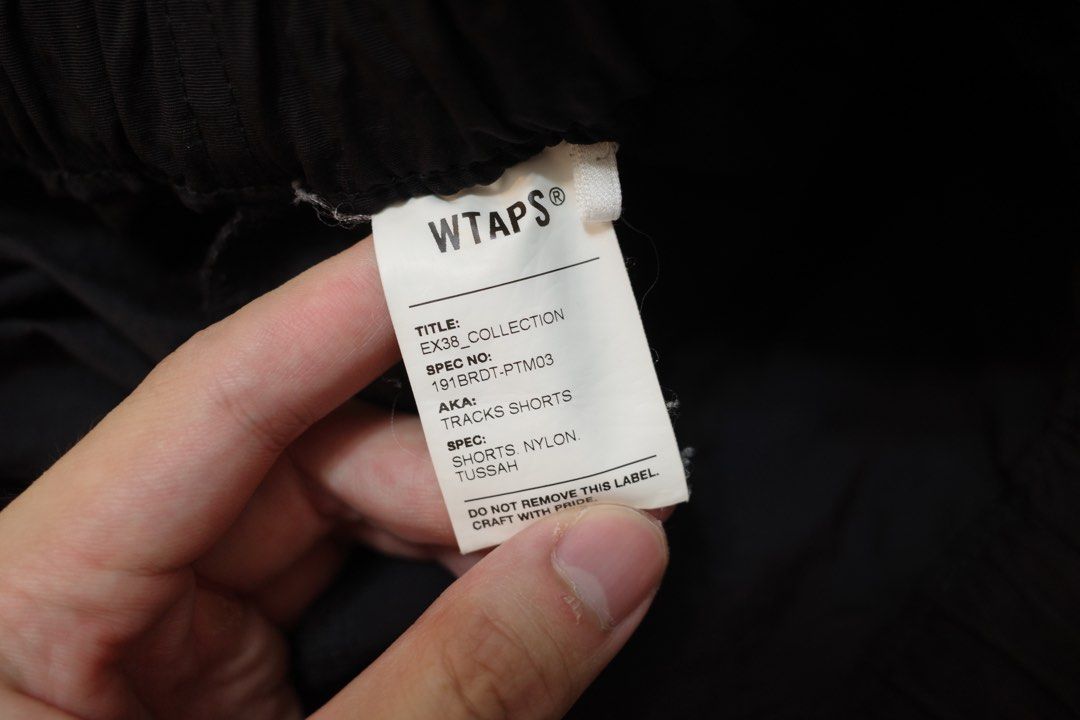 WTAPS®
TITLE:
EX38_COLLECTION
SPEC NO:
191BRDT-PTM03
AKA:
TRACKS SHORTS
SPEC:
SHORTS. NYLON.
TUSSAH
DO NOT REMOVE THIS LABEL.
CRAFT WITH PRIDE.